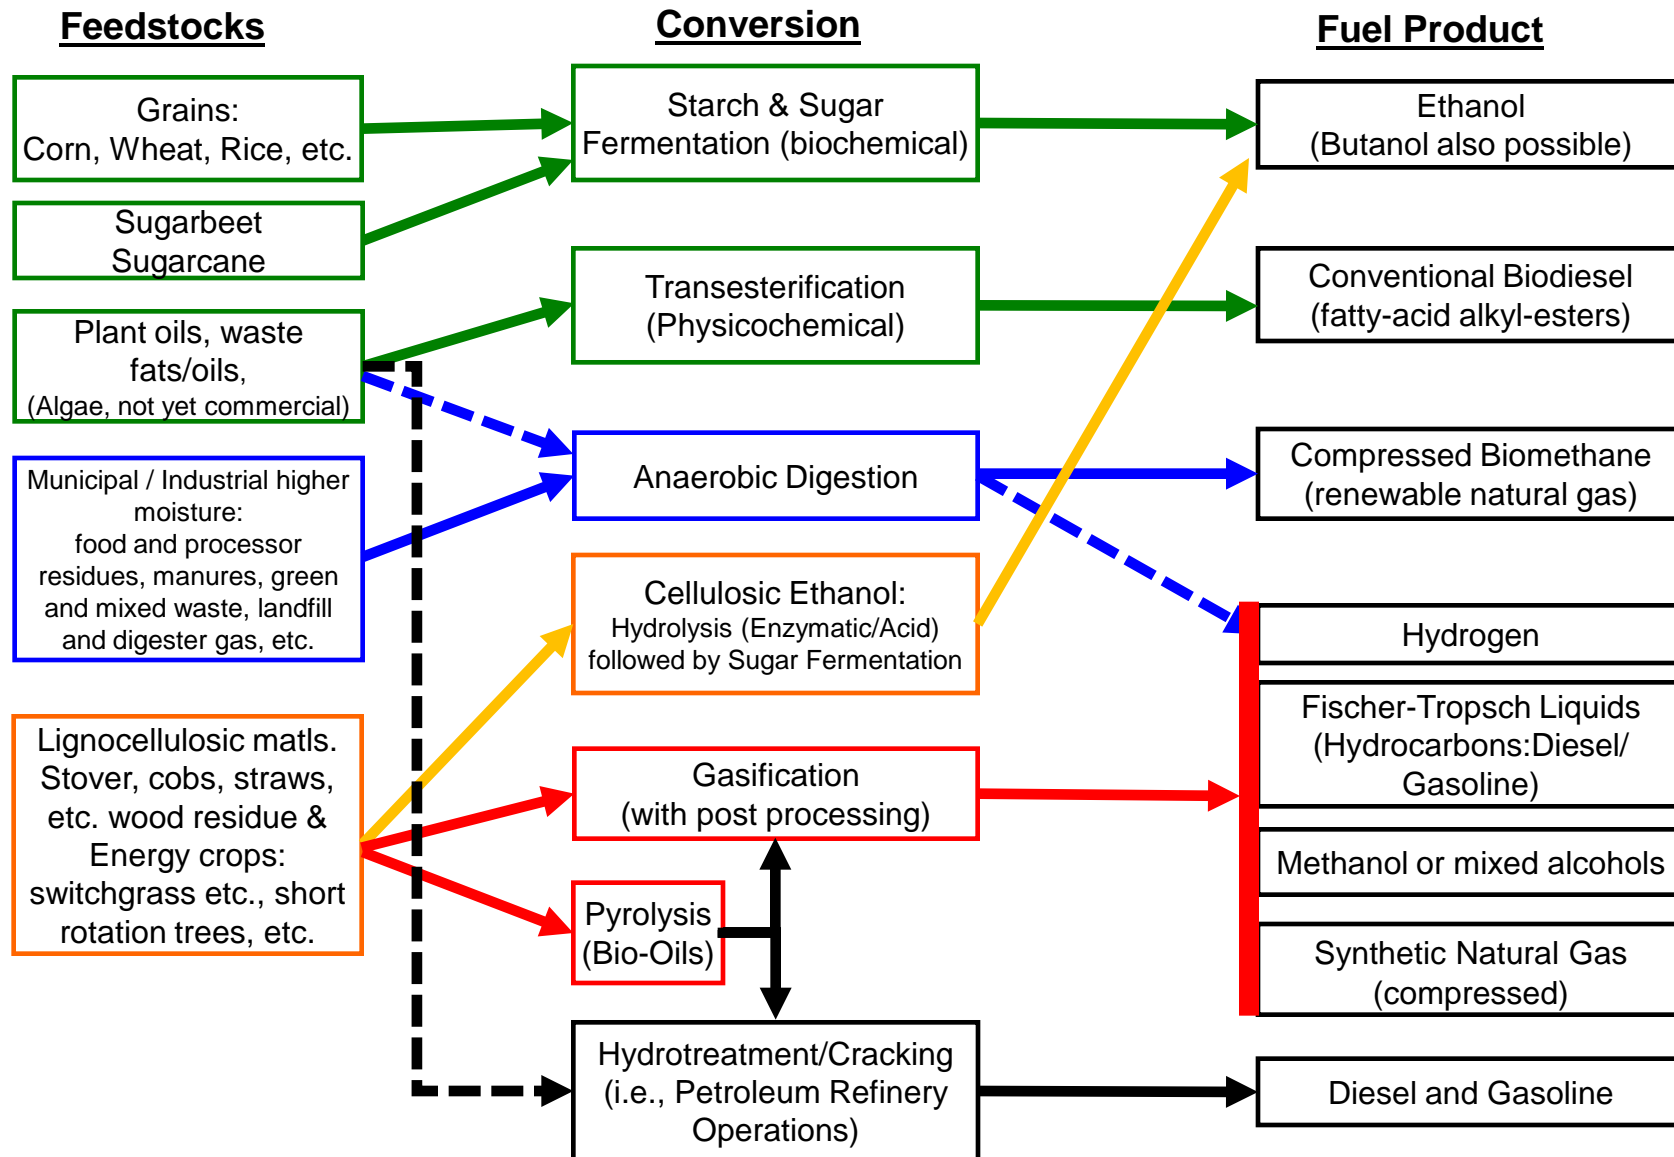 Feedstocks
Conversion
Fuel Product
Grains:
Corn, Wheat, Rice, etc.
Sugarbeet
Sugarcane
Plant oils, waste
fats/oils,
(Algae, not yet commercial)
Municipal / Industrial higher
moisture:
food and processor
residues, manures, green
and mixed waste, landfill
and digester gas, etc.
Lignocellulosic matls.
Stover, cobs, straws,
etc. wood residue &
Energy crops:
switchgrass etc., short
rotation trees, etc.
Starch & Sugar
Fermentation (biochemical)
Transesterification
(Physicochemical)
Anaerobic Digestion
Cellulosic Ethanol:
Hydrolysis (Enzymatic/Acid)
followed by Sugar Fermentation
Gasification
(with post processing)
Pyrolysis
(Bio-Oils)
Hydrotreatment/Cracking
(i.e., Petroleum Refinery
Operations)
Ethanol
(Butanol also possible)
Conventional Biodiesel
(fatty-acid alkyl-esters)
Compressed Biomethane
(renewable natural gas)
Hydrogen
Fischer-Tropsch Liquids
(Hydrocarbons:Diesel/
Gasoline)
Methanol or mixed alcohols
Synthetic Natural Gas
(compressed)
Diesel and Gasoline